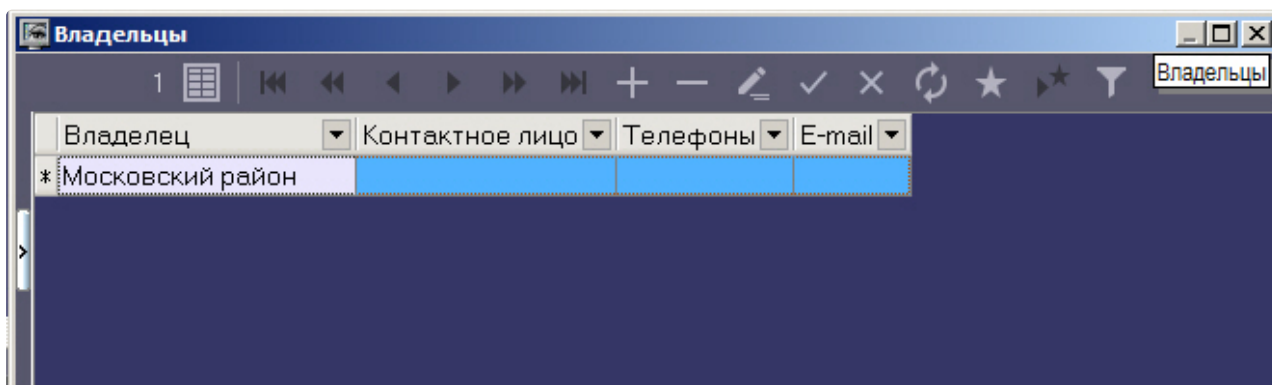 Владельцы
1
Владельцы
Владелец Контактное лицо Телефоны E-mail
* Московский район